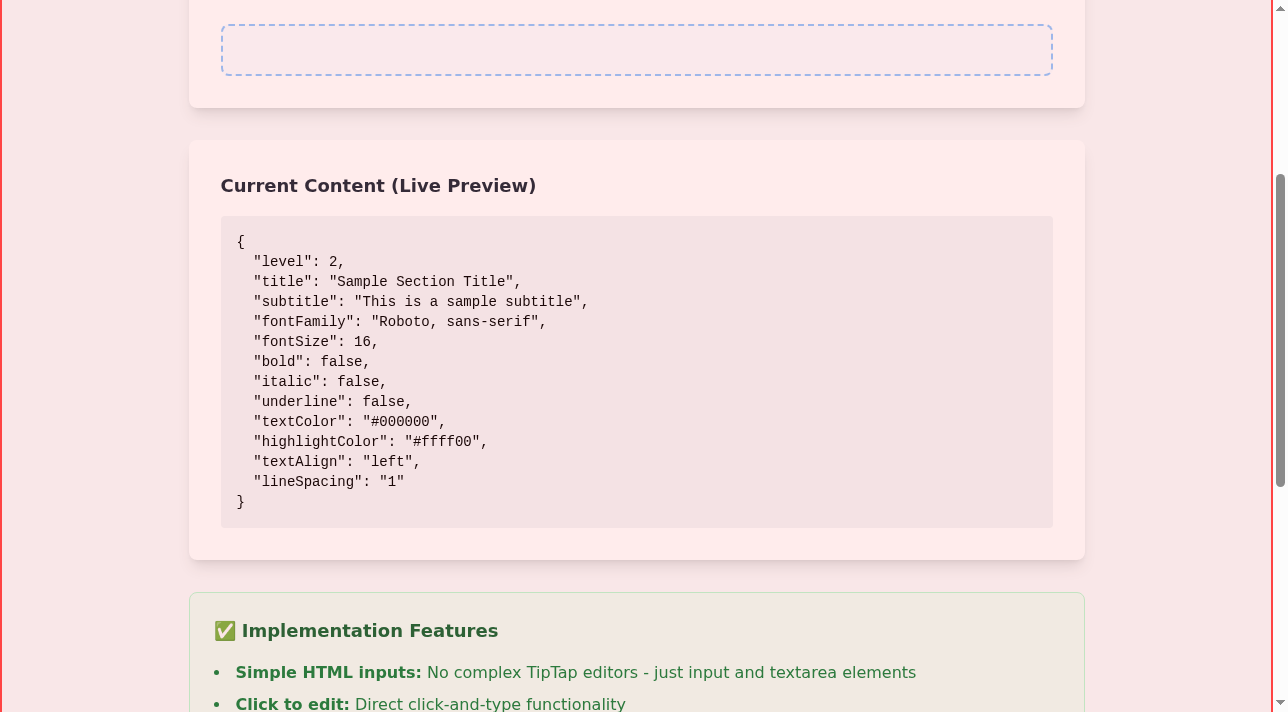 Current Content (Live Preview)
{
  "level": 2,
  "title": "Sample Section Title",
  "subtitle": "This is a sample subtitle",
  "fontFamily": "Roboto, sans-serif",
  "fontSize": 16,
  "bold": false,
  "italic": false,
  "underline": false,
  "textColor": "#000000",
  "highlightColor": "#ffff00",
  "textAlign": "left",
  "lineSpacing": "1"
}
✅ Implementation Features
• Simple HTML inputs: No complex TipTap editors - just input and textarea elements
• Click to edit: Direct click-and-type functionality